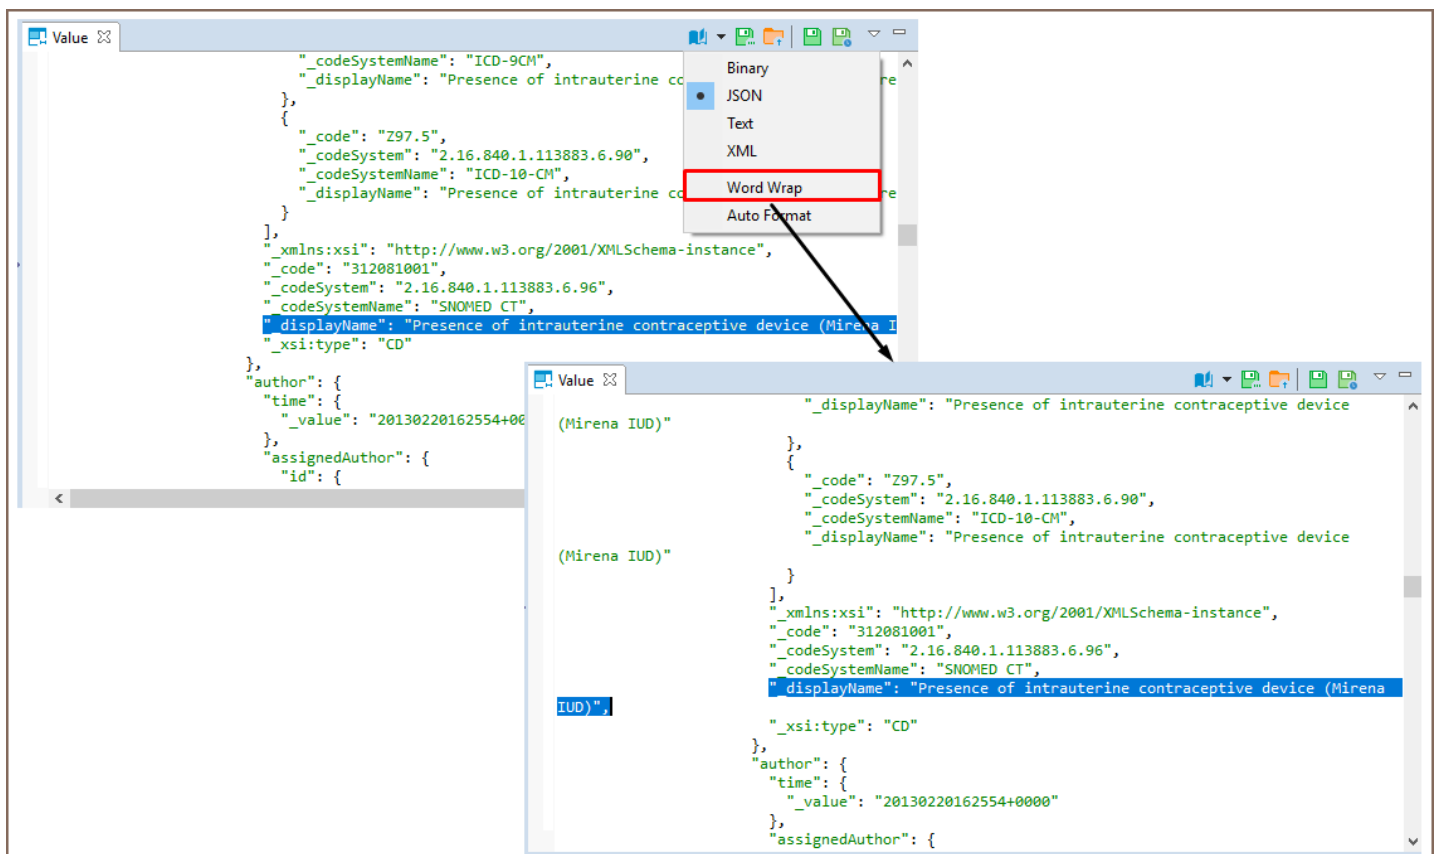 Value
"_codeSystemName": "ICD-9CM",
"_displayName": "Presence of intrauterine
},
{
"_code": "Z97.5",
"_codeSystem": "2.16.840.1.113883.6.90",
"_codeSystemName": "ICD-10-CM",
"_displayName": "Presence of intrauterine
}
],
"_xmlns:xsi": "http://www.w3.org/2001/XMLSchema-instance",
"_code": "312081001",
"_codeSystem": "2.16.840.1.113883.6.96",
"_codeSystemName": "SNOMED CT",
"_displayName": "Presence of intrauterine contraceptive device (Mirena I
"_xsi:type": "CD"
},
"author": {
"time": {
"_value": "20130220162554+00
},
"assignedAuthor": {
"id": {
Binary
JSON
Text
XML
Word Wrap
Auto Format
Value
"_displayName": "Presence of intrauterine contraceptive device
(Mirena IUD)"
},
{
"_code": "Z97.5",
"_codeSystem": "2.16.840.1.113883.6.90",
"_codeSystemName": "ICD-10-CM",
"_displayName": "Presence of intrauterine contraceptive device
(Mirena IUD)"
}
],
"_xmlns:xsi": "http://www.w3.org/2001/XMLSchema-instance",
"_code": "312081001",
"_codeSystem": "2.16.840.1.113883.6.96",
"_codeSystemName": "SNOMED CT",
"_displayName": "Presence of intrauterine contraceptive device (Mirena
IUD)",
"_xsi:type": "CD"
},
"author": {
"time": {
"_value": "20130220162554+0000"
},
"assignedAuthor": {